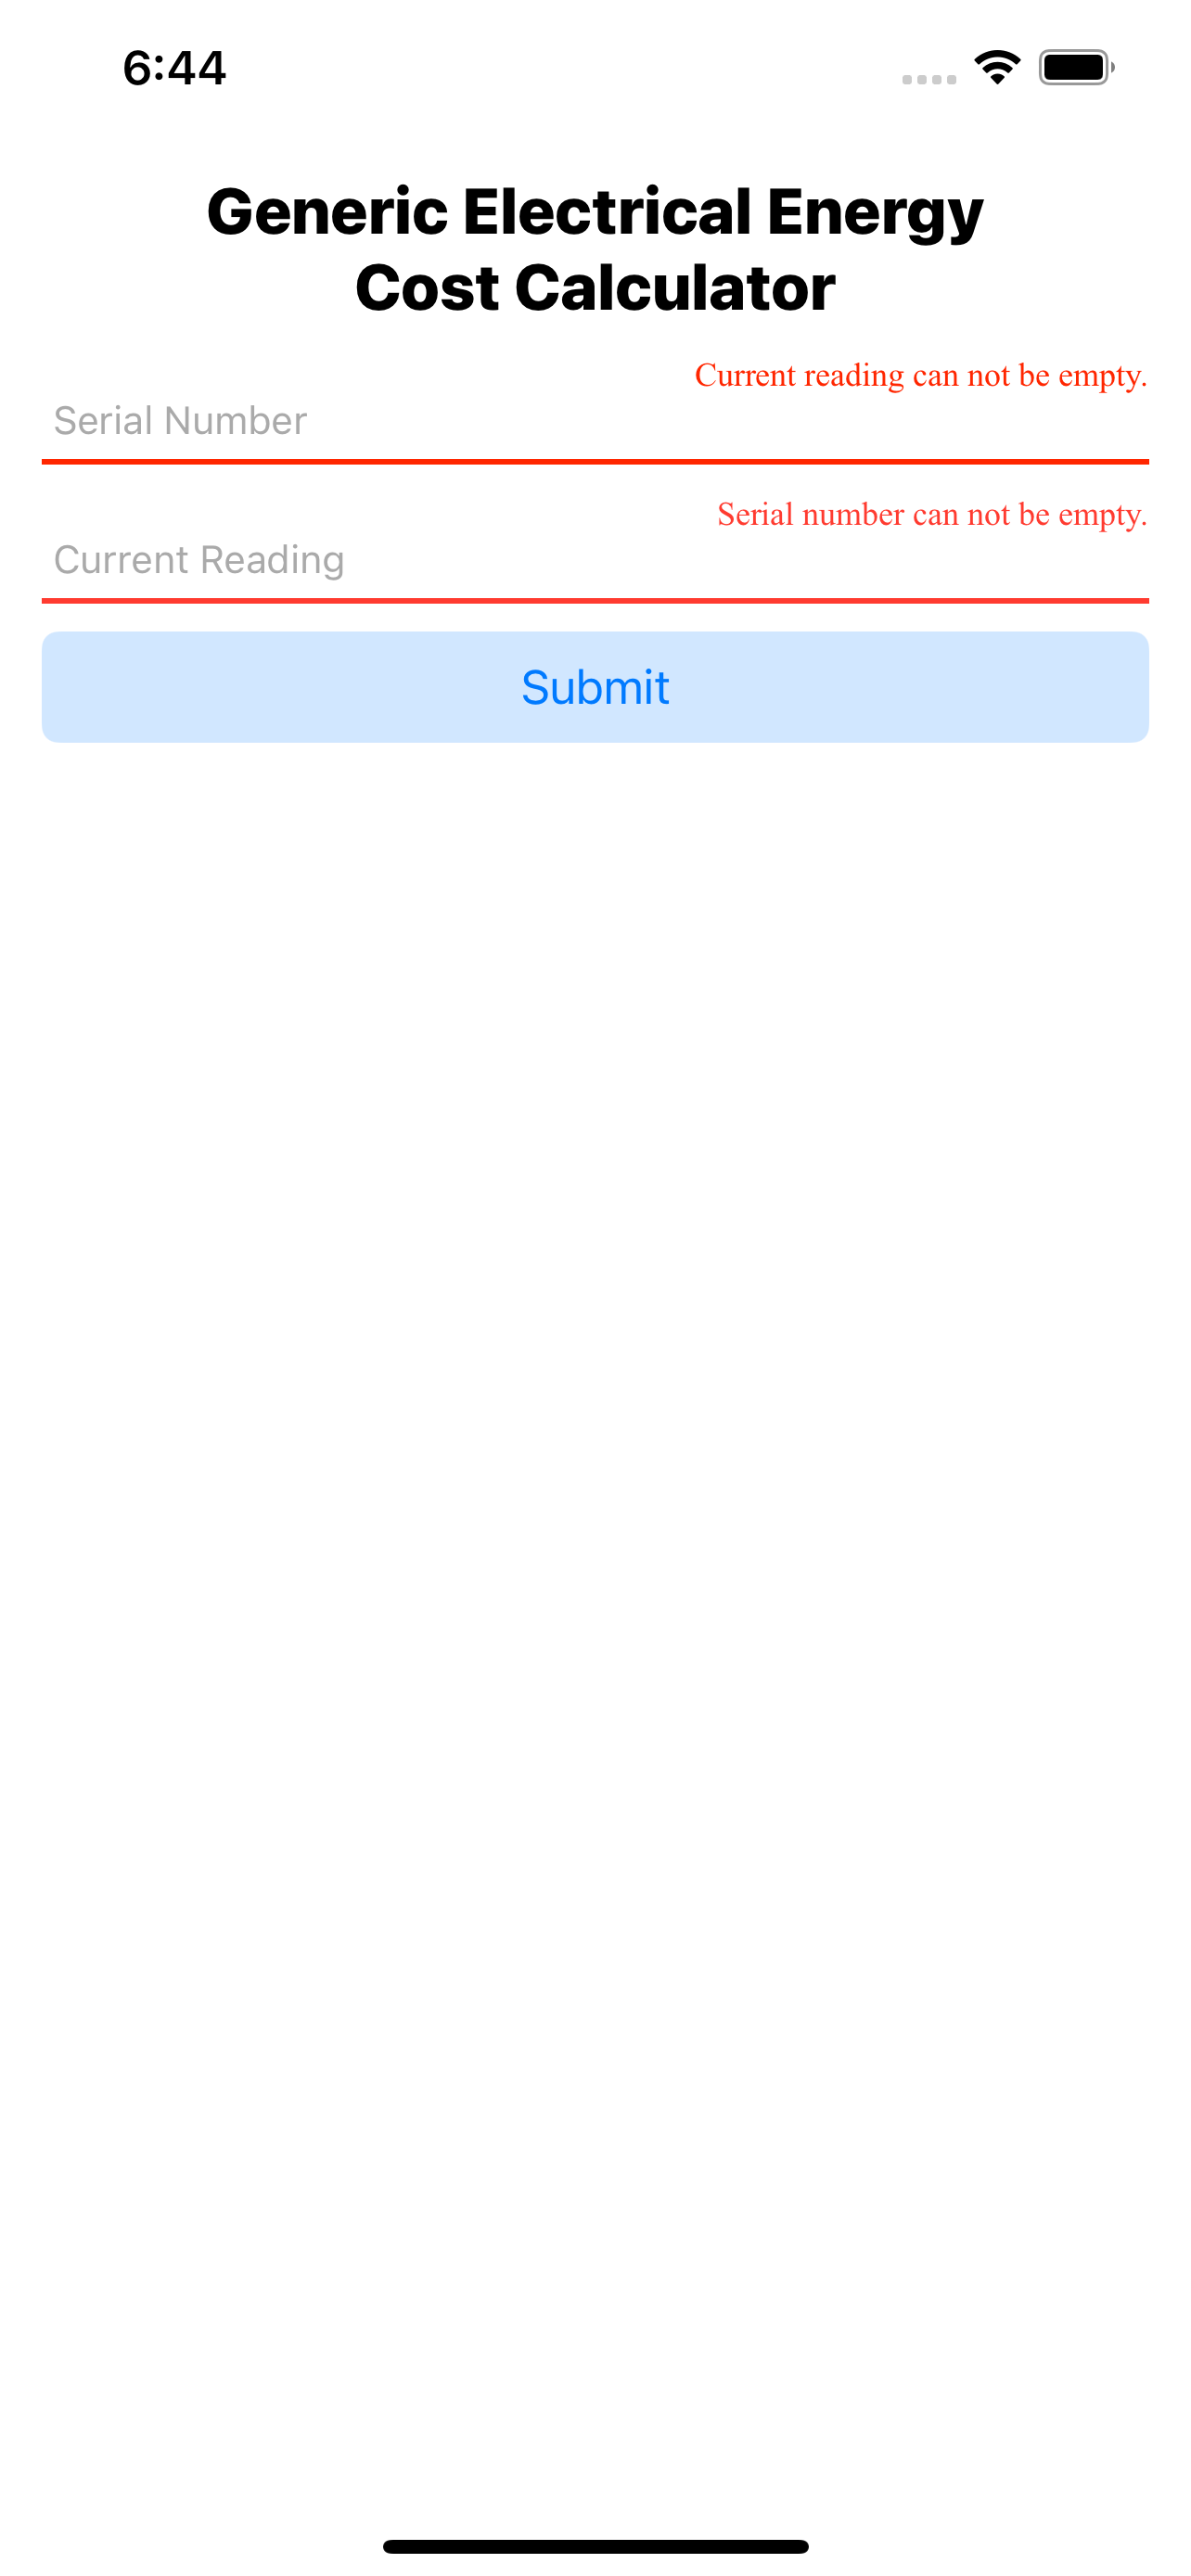 6:44
Generic Electrical Energy
Cost Calculator
Current reading can not be empty.
Serial Number
Serial number can not be empty.
Current Reading
Submit